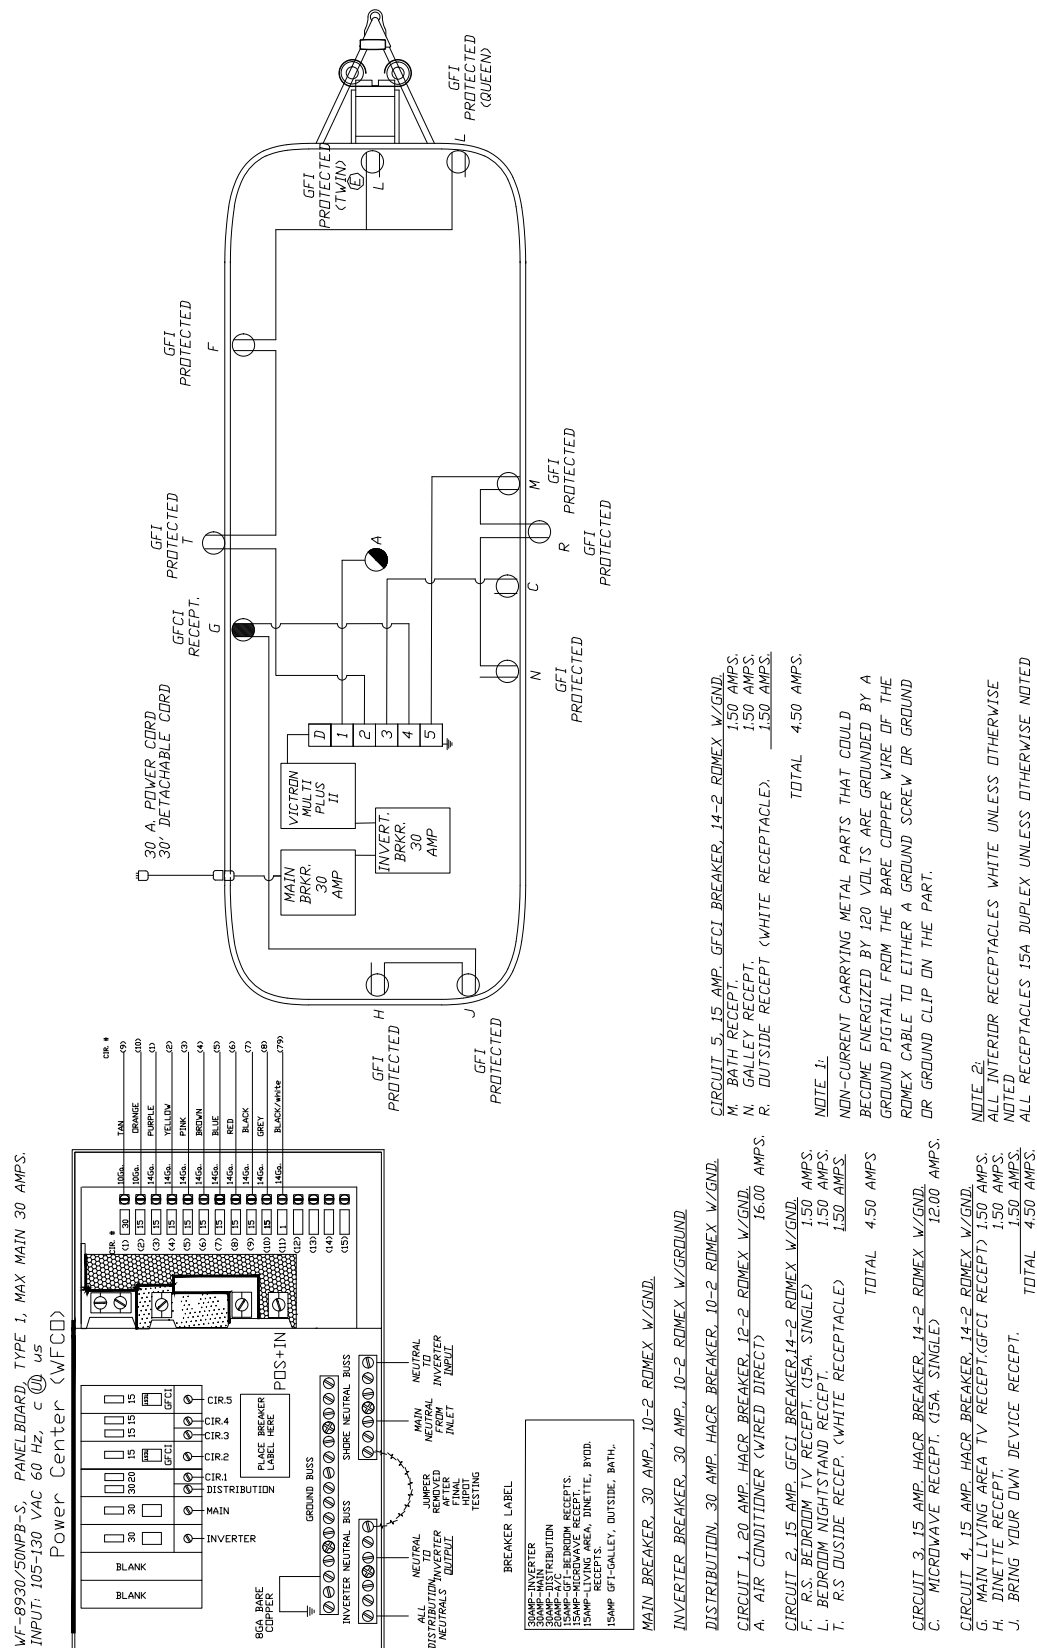 WF-8930/50NPB-S, PANELBOARD, TYPE 1, MAX MAIN 30 AMPS.
INPUT: 105-130 VAC 60 Hz, c UL us
Power Center (WFCO)
BLANK
BLANK
30
INVERTER
30
MAIN
30
DISTRIBUTION
20
CIR.1
15
GFCI
CIR.2
15
CIR.3
15
CIR.4
15
GFCI
CIR.5
PLACE BREAKER
LABEL HERE
POS+IN
8GA BARE
COPPER
GROUND BUSS
INVERTER NEUTRAL BUSS
SHORE NEUTRAL BUSS
ALL
DISTRIBUTION
NEUTRALS
NEUTRAL
TO
INVERTER
OUTPUT
JUMPER
REMOVED
AFTER
FINAL
HIPOT
TESTING
MAIN
NEUTRAL
FROM
INLET
NEUTRAL
TO
INVERTER
INPUT
CIR. #
CIR. #
(1) 30 10Ga. TAN (9)
(2) 15 10Ga. ORANGE (10)
(3) 15 14Ga. PURPLE (1)
(4) 15 14Ga. YELLOW (2)
(5) 15 14Ga. PINK (3)
(6) 15 14Ga. BROWN (4)
(7) 15 14Ga. BLUE (5)
(8) 15 14Ga. RED (6)
(9) 15 14Ga. BLACK (7)
(10) 15 14Ga. GREY (8)
(11) 1 14Ga. BLACK/white (79)
(12)
(13)
(14)
(15)
30 A. POWER CORD
30' DETACHABLE CORD
GFCI
RECEPT.
G
GFI
PROTECTED
T
GFI
PROTECTED
F
GFI
PROTECTED
(TWIN)
E
L
GFI
PROTECTED
(QUEEN)
L
MAIN
BRKR.
30
AMP
VICTRON
MULTI
PLUS
II
INVERT.
BRKR.
30
AMP
D
1
2
3
4
5
A
H
GFI
PROTECTED
J
GFI
PROTECTED
N
GFI
PROTECTED
C
R
GFI
PROTECTED
M
GFI
PROTECTED
BREAKER LABEL
30AMP-INVERTER
30AMP-MAIN
30AMP-DISTRIBUTION
20AMP-A/C
15AMP-GFI-BEDROOM RECEPTS.
15AMP-MICROWAVE RECEPT.
15AMP-LIVING AREA, DINETTE, BYOD.
RECEPTS.
15AMP GFI-GALLEY, OUTSIDE, BATH,
MAIN BREAKER, 30 AMP., 10-2 ROMEX W/GND.
INVERTER BREAKER, 30 AMP., 10-2 ROMEX W/GROUND
DISTRIBUTION, 30 AMP. HACR BREAKER, 10-2 ROMEX W/GND.
CIRCUIT 1, 20 AMP. HACR BREAKER, 12-2 ROMEX W/GND.
A. AIR CONDITIONER (WIRED DIRECT) 16.00 AMPS.
CIRCUIT 2, 15 AMP. GFCI BREAKER,14-2 ROMEX W/GND.
F. R.S. BEDROOM TV RECEPT. (15A. SINGLE) 1.50 AMPS.
L. BEDROOM NIGHTSTAND RECEPT. 1.50 AMPS.
T. R.S OUSIDE RECEP. (WHITE RECEPTACLE) 1.50 AMPS
TOTAL 4.50 AMPS
CIRCUIT 3, 15 AMP. HACR BREAKER, 14-2 ROMEX W/GND.
C. MICROWAVE RECEPT. (15A. SINGLE) 12.00 AMPS.
CIRCUIT 4, 15 AMP. HACR BREAKER, 14-2 ROMEX W/GND.
G. MAIN LIVING AREA TV RECEPT.(GFCI RECEPT) 1.50 AMPS.
H. DINETTE RECEPT. 1.50 AMPS.
J. BRING YOUR OWN DEVICE RECEPT. 1.50 AMPS.
TOTAL 4.50 AMPS.
CIRCUIT 5, 15 AMP. GFCI BREAKER, 14-2 ROMEX W/GND.
M. BATH RECEPT. 1.50 AMPS.
N. GALLEY RECEPT. 1.50 AMPS.
R. OUTSIDE RECEPT (WHITE RECEPTACLE). 1.50 AMPS.
TOTAL 4.50 AMPS.
NOTE 1:
NON-CURRENT CARRYING METAL PARTS THAT COULD
BECOME ENERGIZED BY 120 VOLTS ARE GROUNDED BY A
GROUND PIGTAIL FROM THE BARE COPPER WIRE OF THE
ROMEX CABLE TO EITHER A GROUND SCREW OR GROUND
OR GROUND CLIP ON THE PART.
NOTE 2:
ALL INTERIOR RECEPTACLES WHITE UNLESS OTHERWISE
NOTED
ALL RECEPTACLES 15A DUPLEX UNLESS OTHERWISE NOTED